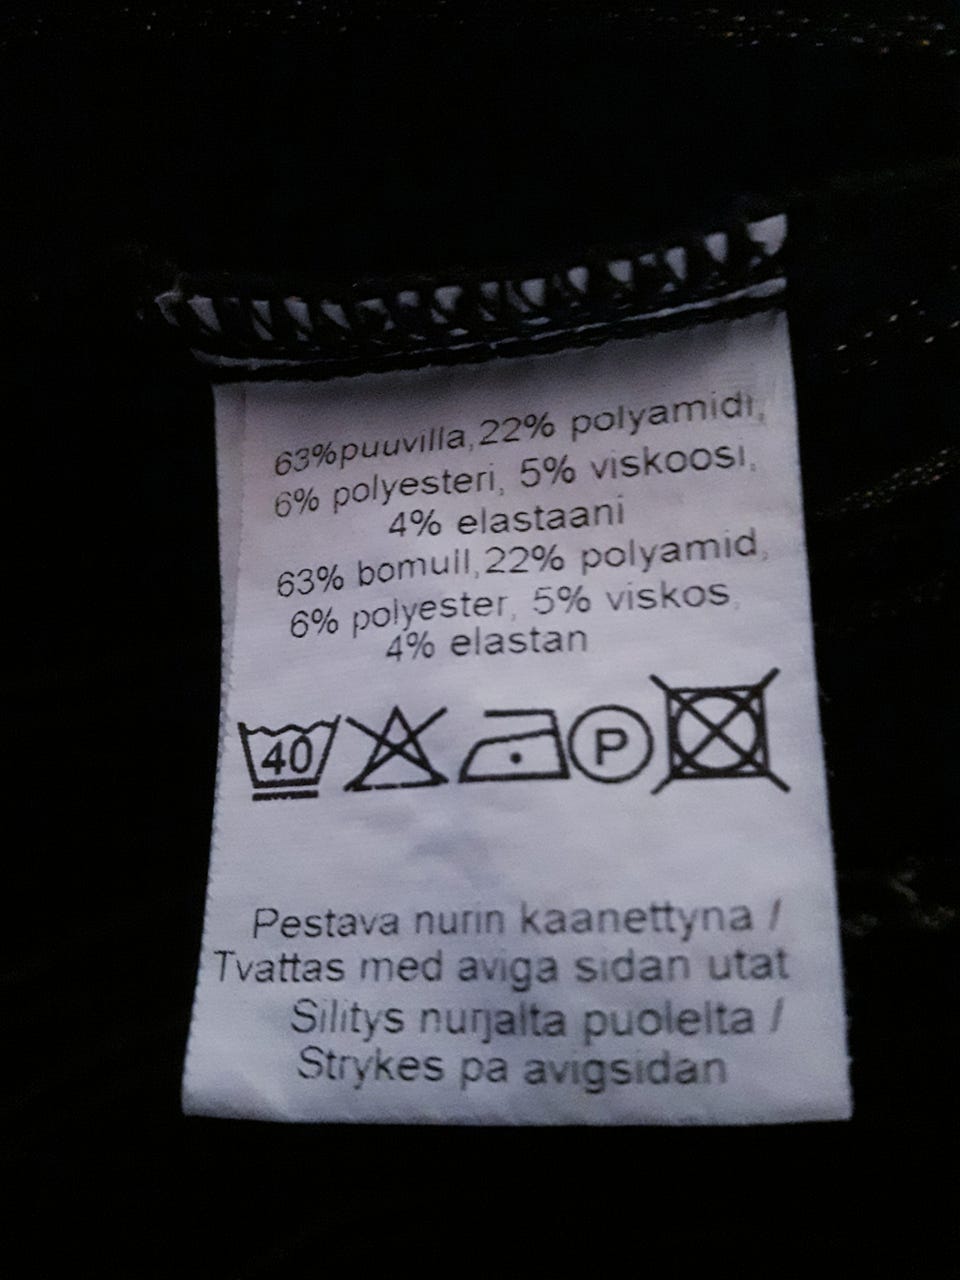 63%puuvilla,22% polyamidi,
6% polyesteri, 5% viskoosi,
4% elastaani
63% bomull,22% polyamid,
6% polyester, 5% viskos,
4% elastan
40 P
Pestava nurin kaanettyna /
Tvattas med aviga sidan utat
Silitys nurjalta puolelta /
Strykes pa avigsidan